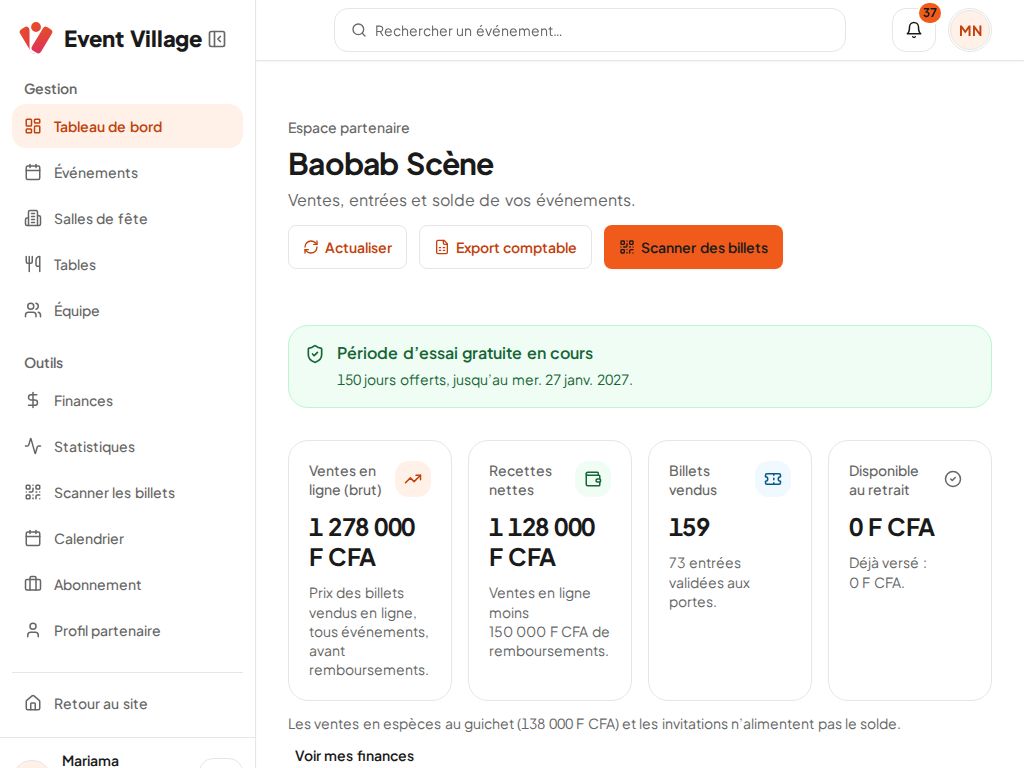 Event Village
Gestion
Tableau de bord
Événements
Salles de fête
Tables
Équipe
Outils
Finances
Statistiques
Scanner les billets
Calendrier
Abonnement
Profil partenaire
Retour au site
Mariama
Rechercher un événement...
37
MN
Espace partenaire
Baobab Scène
Ventes, entrées et solde de vos événements.
Actualiser
Export comptable
Scanner des billets
Période d’essai gratuite en cours
150 jours offerts, jusqu’au mer. 27 janv. 2027.
Ventes en
ligne (brut)
1 278 000
F CFA
Prix des billets
vendus en ligne,
tous événements,
avant
remboursements.
Recettes
nettes
1 128 000
F CFA
Ventes en ligne
moins
150 000 F CFA de
remboursements.
Billets
vendus
159
73 entrées
validées aux
portes.
Disponible
au retrait
0 F CFA
Déjà versé :
0 F CFA.
Les ventes en espèces au guichet (138 000 F CFA) et les invitations n’alimentent pas le solde.
Voir mes finances